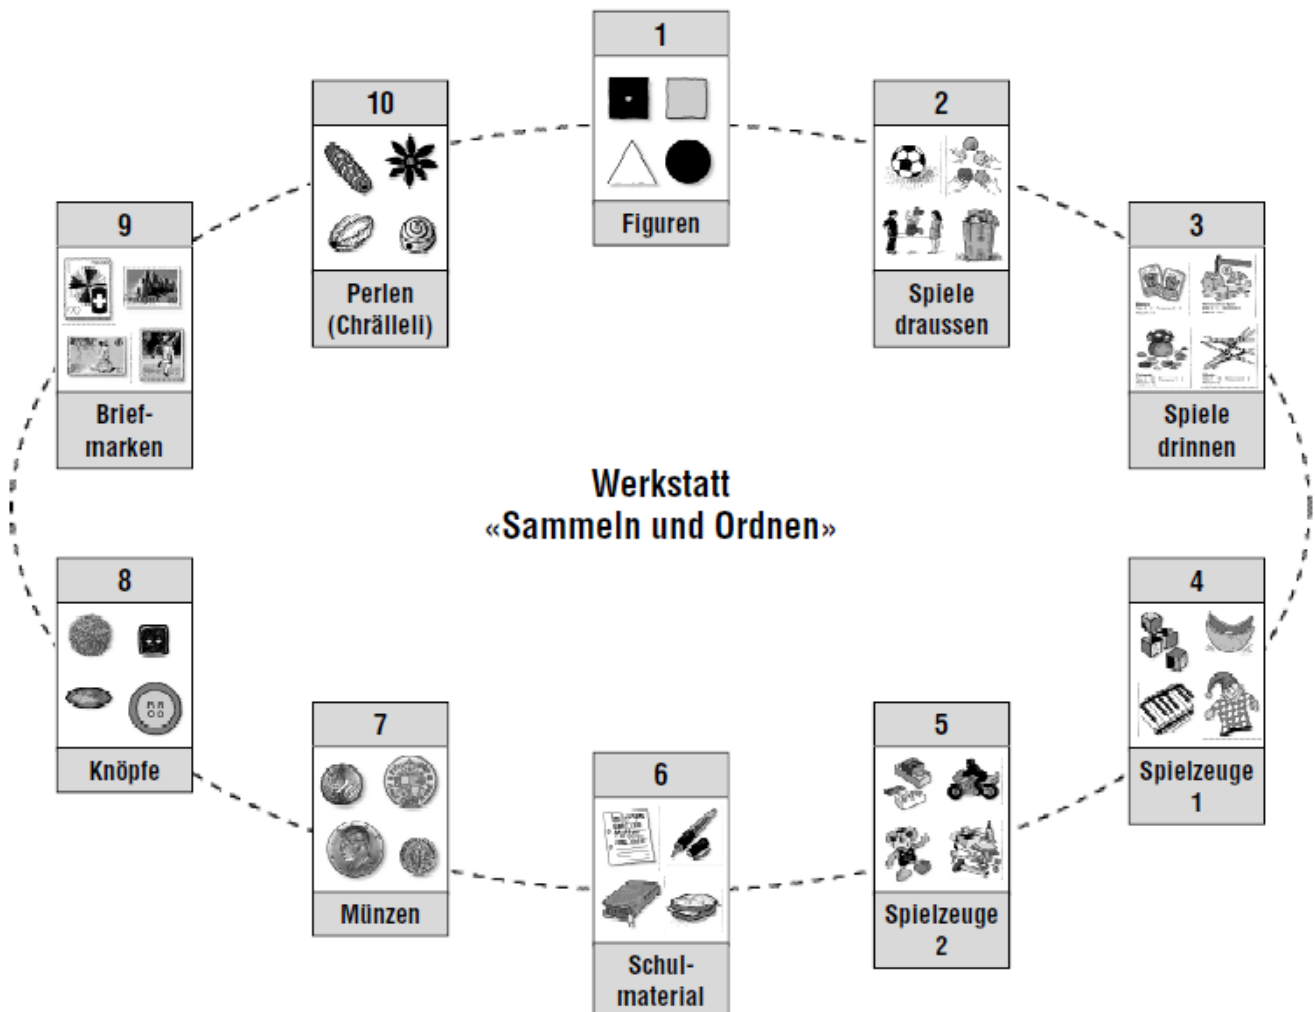 1
Figuren
2
Spiele
draussen
3
Spiele
drinnen
4
Spielzeuge
1
5
Spielzeuge
2
6
Schul-
material
7
Münzen
8
Knöpfe
9
Brief-
marken
10
Perlen
(Chrälleli)
Werkstatt
«Sammeln und Ordnen»